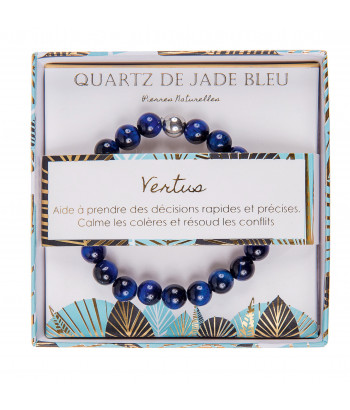 QUARTZ DE JADE BLEU
Pierres Naturelles
Vertus
Aide à prendre des décisions rapides et précises.
Calme les colères et résoud les conflits